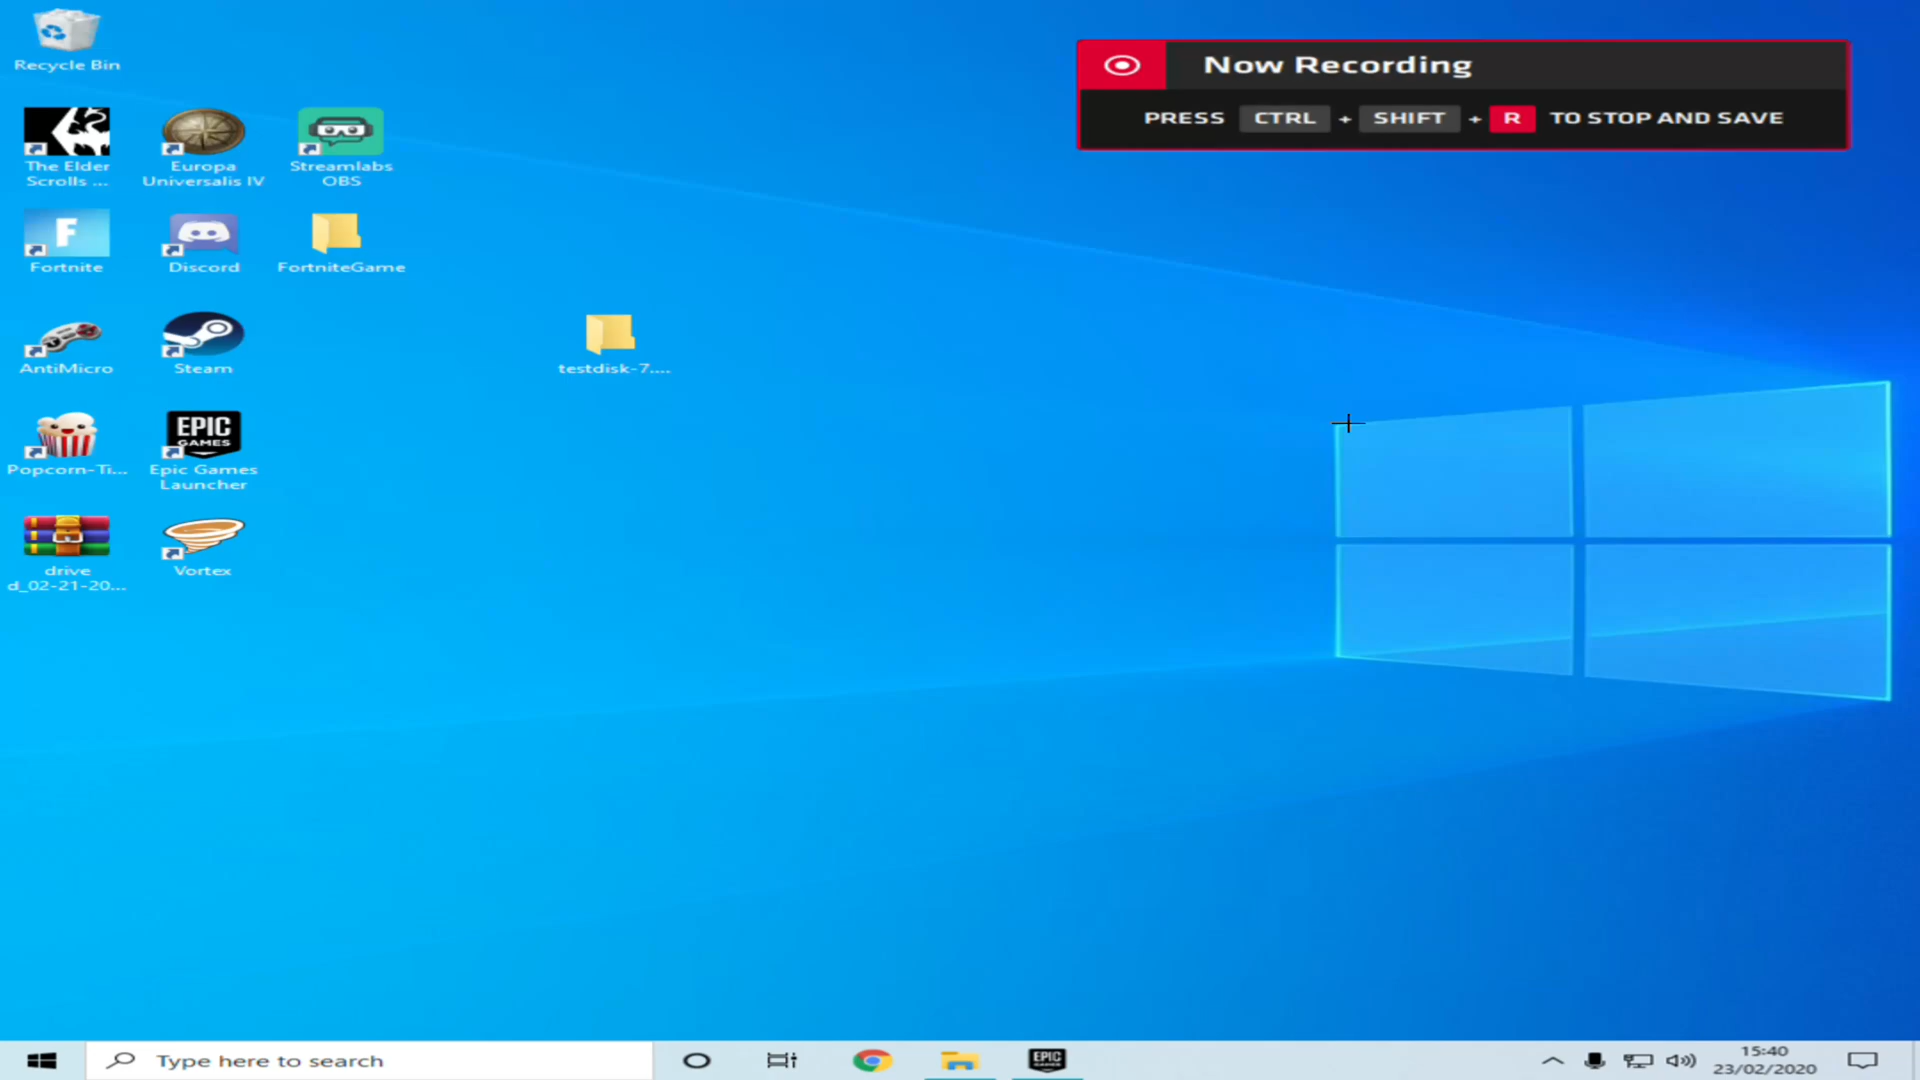 Recycle Bin
Now Recording
PRESS CTRL + SHIFT + R TO STOP AND SAVE
The Elder
Scrolls ...
Europa
Universalis IV
Streamlabs
OBS
F
Fortnite
Discord
FortniteGame
AntiMicro
Steam
testdisk-7....
Popcorn-Ti...
EPIC
GAMES
Epic Games
Launcher
drive
d_02-21-20...
Vortex
Type here to search
EPIC
GAMES
15:40
23/02/2020